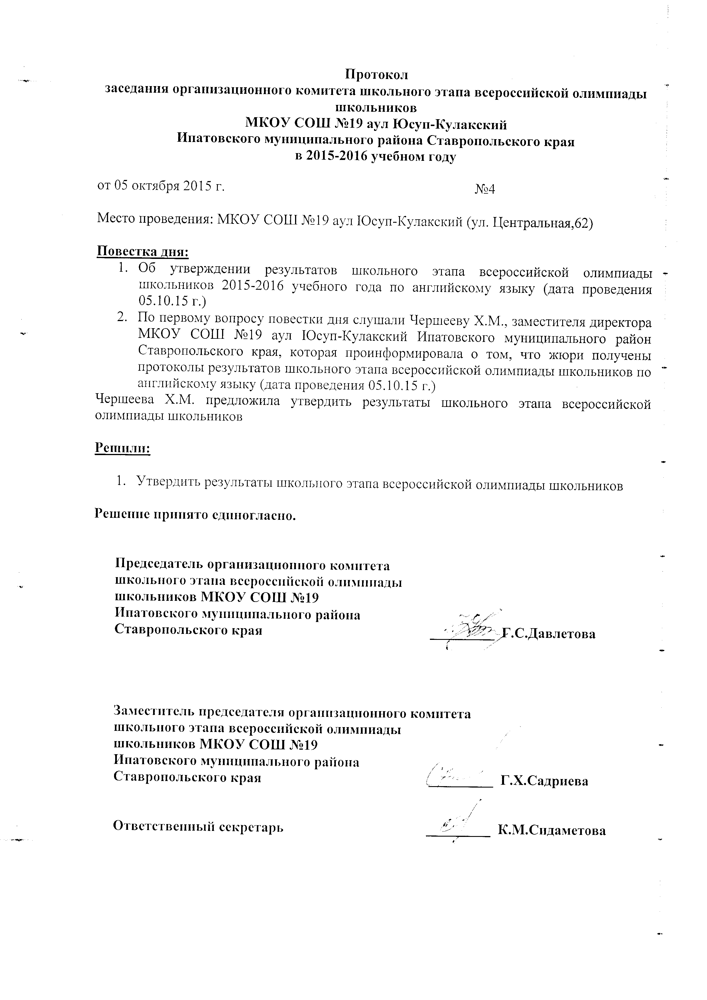 Протокол
заседания организационного комитета школьного этапа всероссийской олимпиады
школьников
МКОУ СОШ №19 аул Юсуп-Кулакский
Ипатовского муниципального района Ставропольского края
в 2015-2016 учебном году
от 05 октября 2015 г. №4
Место проведения: МКОУ СОШ №19 аул Юсуп-Кулакский (ул. Центральная,62)
Повестка дня:
1. Об утверждении результатов школьного этапа всероссийской олимпиады
школьников 2015-2016 учебного года по английскому языку (дата проведения
05.10.15 г.)
2. По первому вопросу повестки дня слушали Чершееву Х.М., заместителя директора
МКОУ СОШ №19 аул Юсуп-Кулакский Ипатовского муниципального район
Ставропольского края, которая проинформировала о том, что жюри получены
протоколы результатов школьного этапа всероссийской олимпиады школьников по
английскому языку (дата проведения 05.10.15 г.)
Чершеева Х.М. предложила утвердить результаты школьного этапа всероссийской
олимпиады школьников
Решили:
1. Утвердить результаты школьного этапа всероссийской олимпиады школьников
Решение принято единогласно.
Председатель организационного комитета
школьного этапа всероссийской олимпиады
школьников МКОУ СОШ №19
Ипатовского муниципального района
Ставропольского края Г.С.Давлетова
Заместитель председателя организационного комитета
школьного этапа всероссийской олимпиады
школьников МКОУ СОШ №19
Ипатовского муниципального района
Ставропольского края Г.Х.Садриева
Ответственный секретарь К.М.Сидаметова